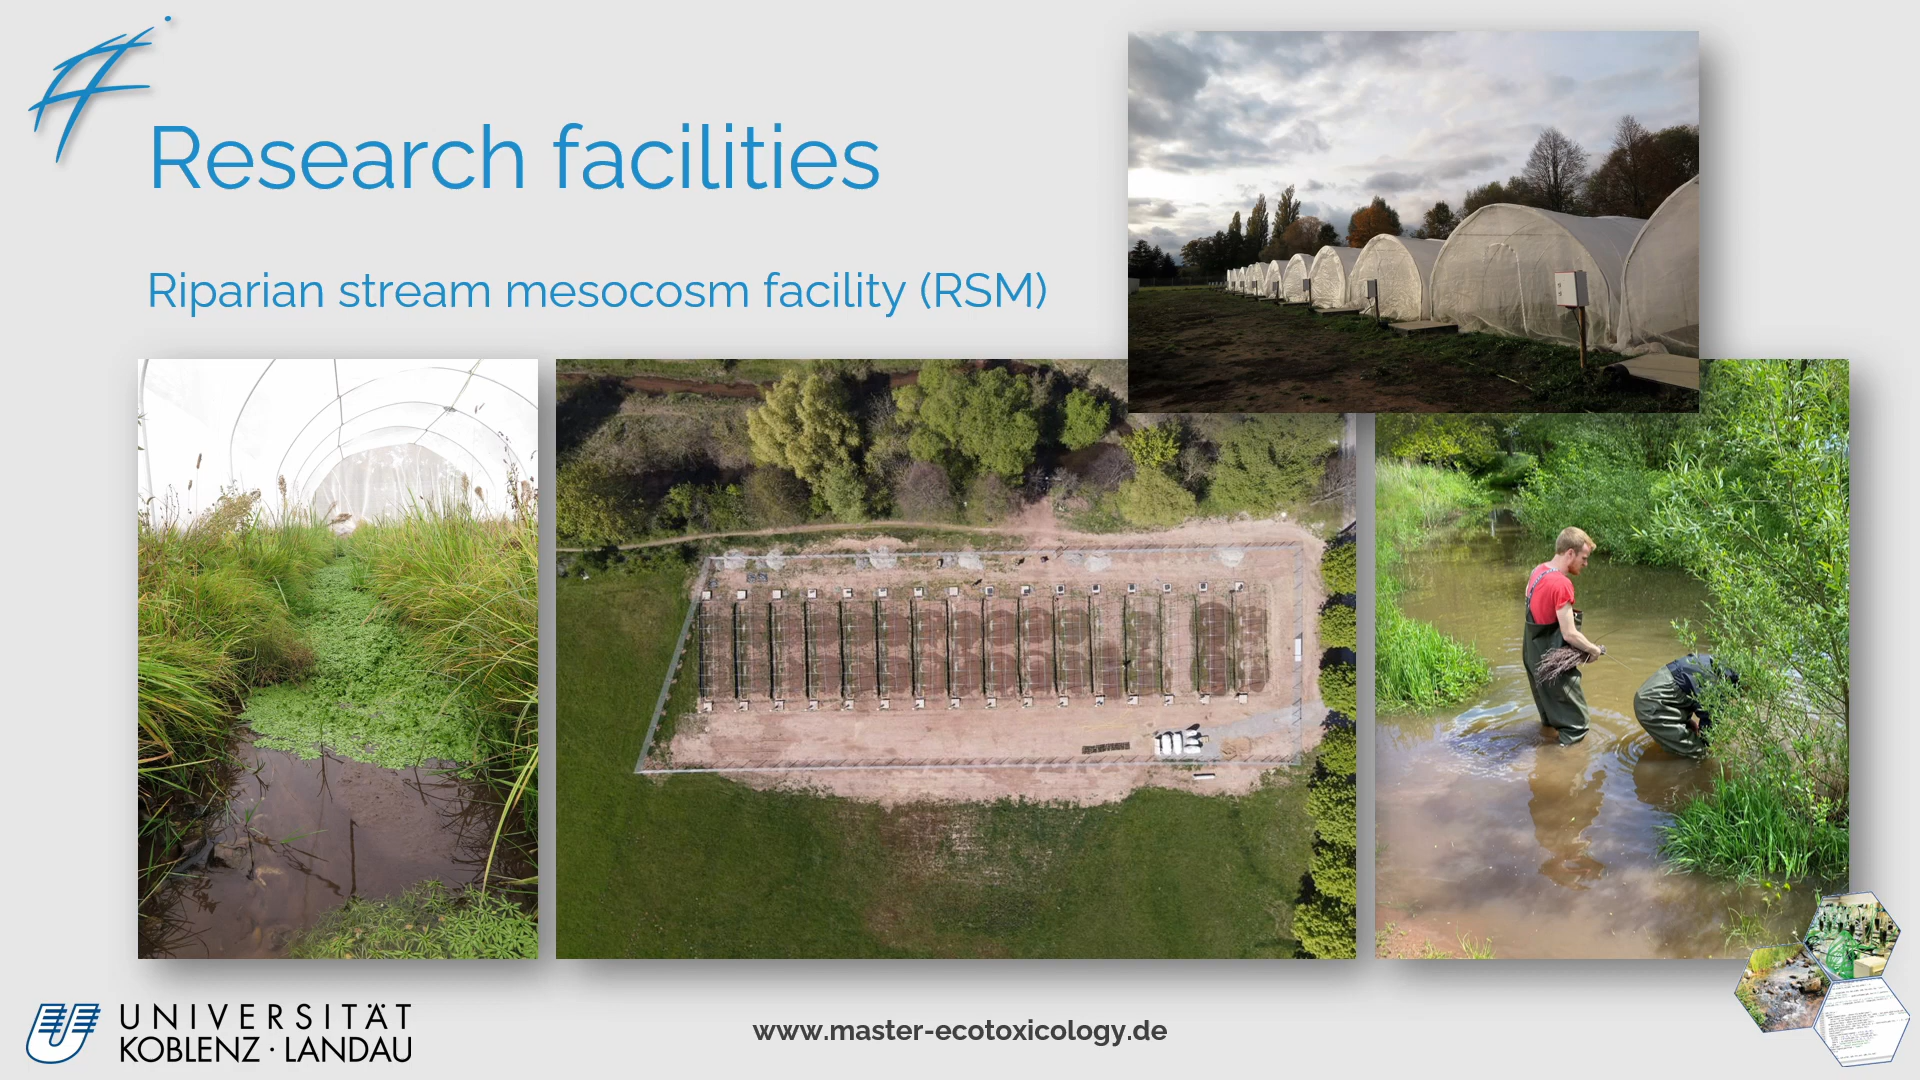 Research facilities
Riparian stream mesocosm facility (RSM)
UNIVERSITÄT
KOBLENZ · LANDAU
www.master-ecotoxicology.de